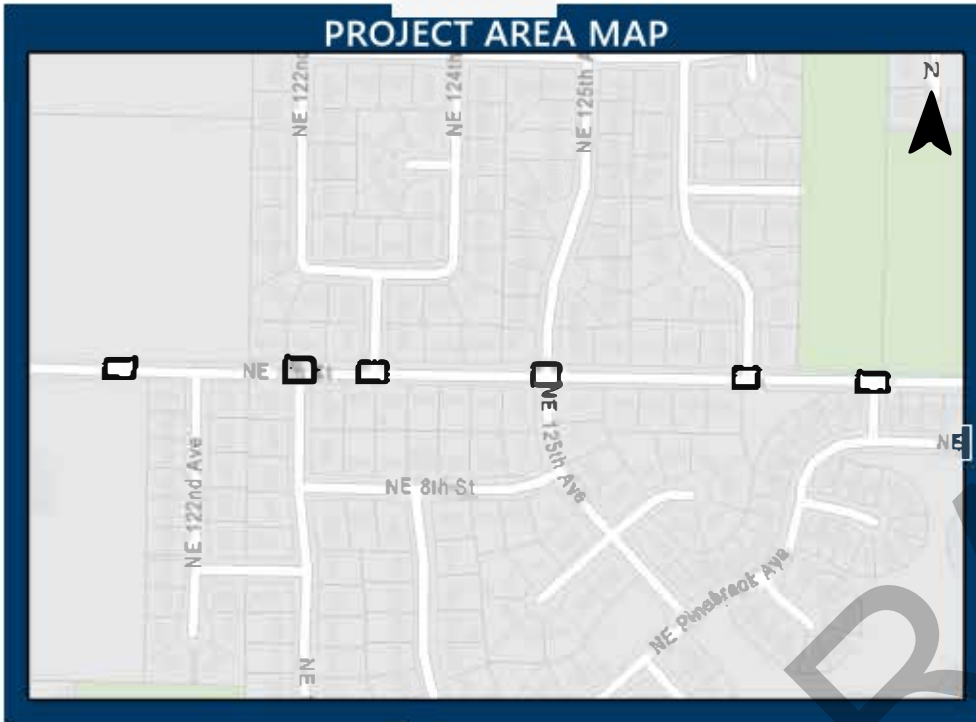 PROJECT AREA MAP
NE 122nd
NE 124th
NE 125th A
N
NE St
NE 125th Ave
NE
NE 122nd Ave
NE 8th St
NE Pinebrook Ave
NE
R